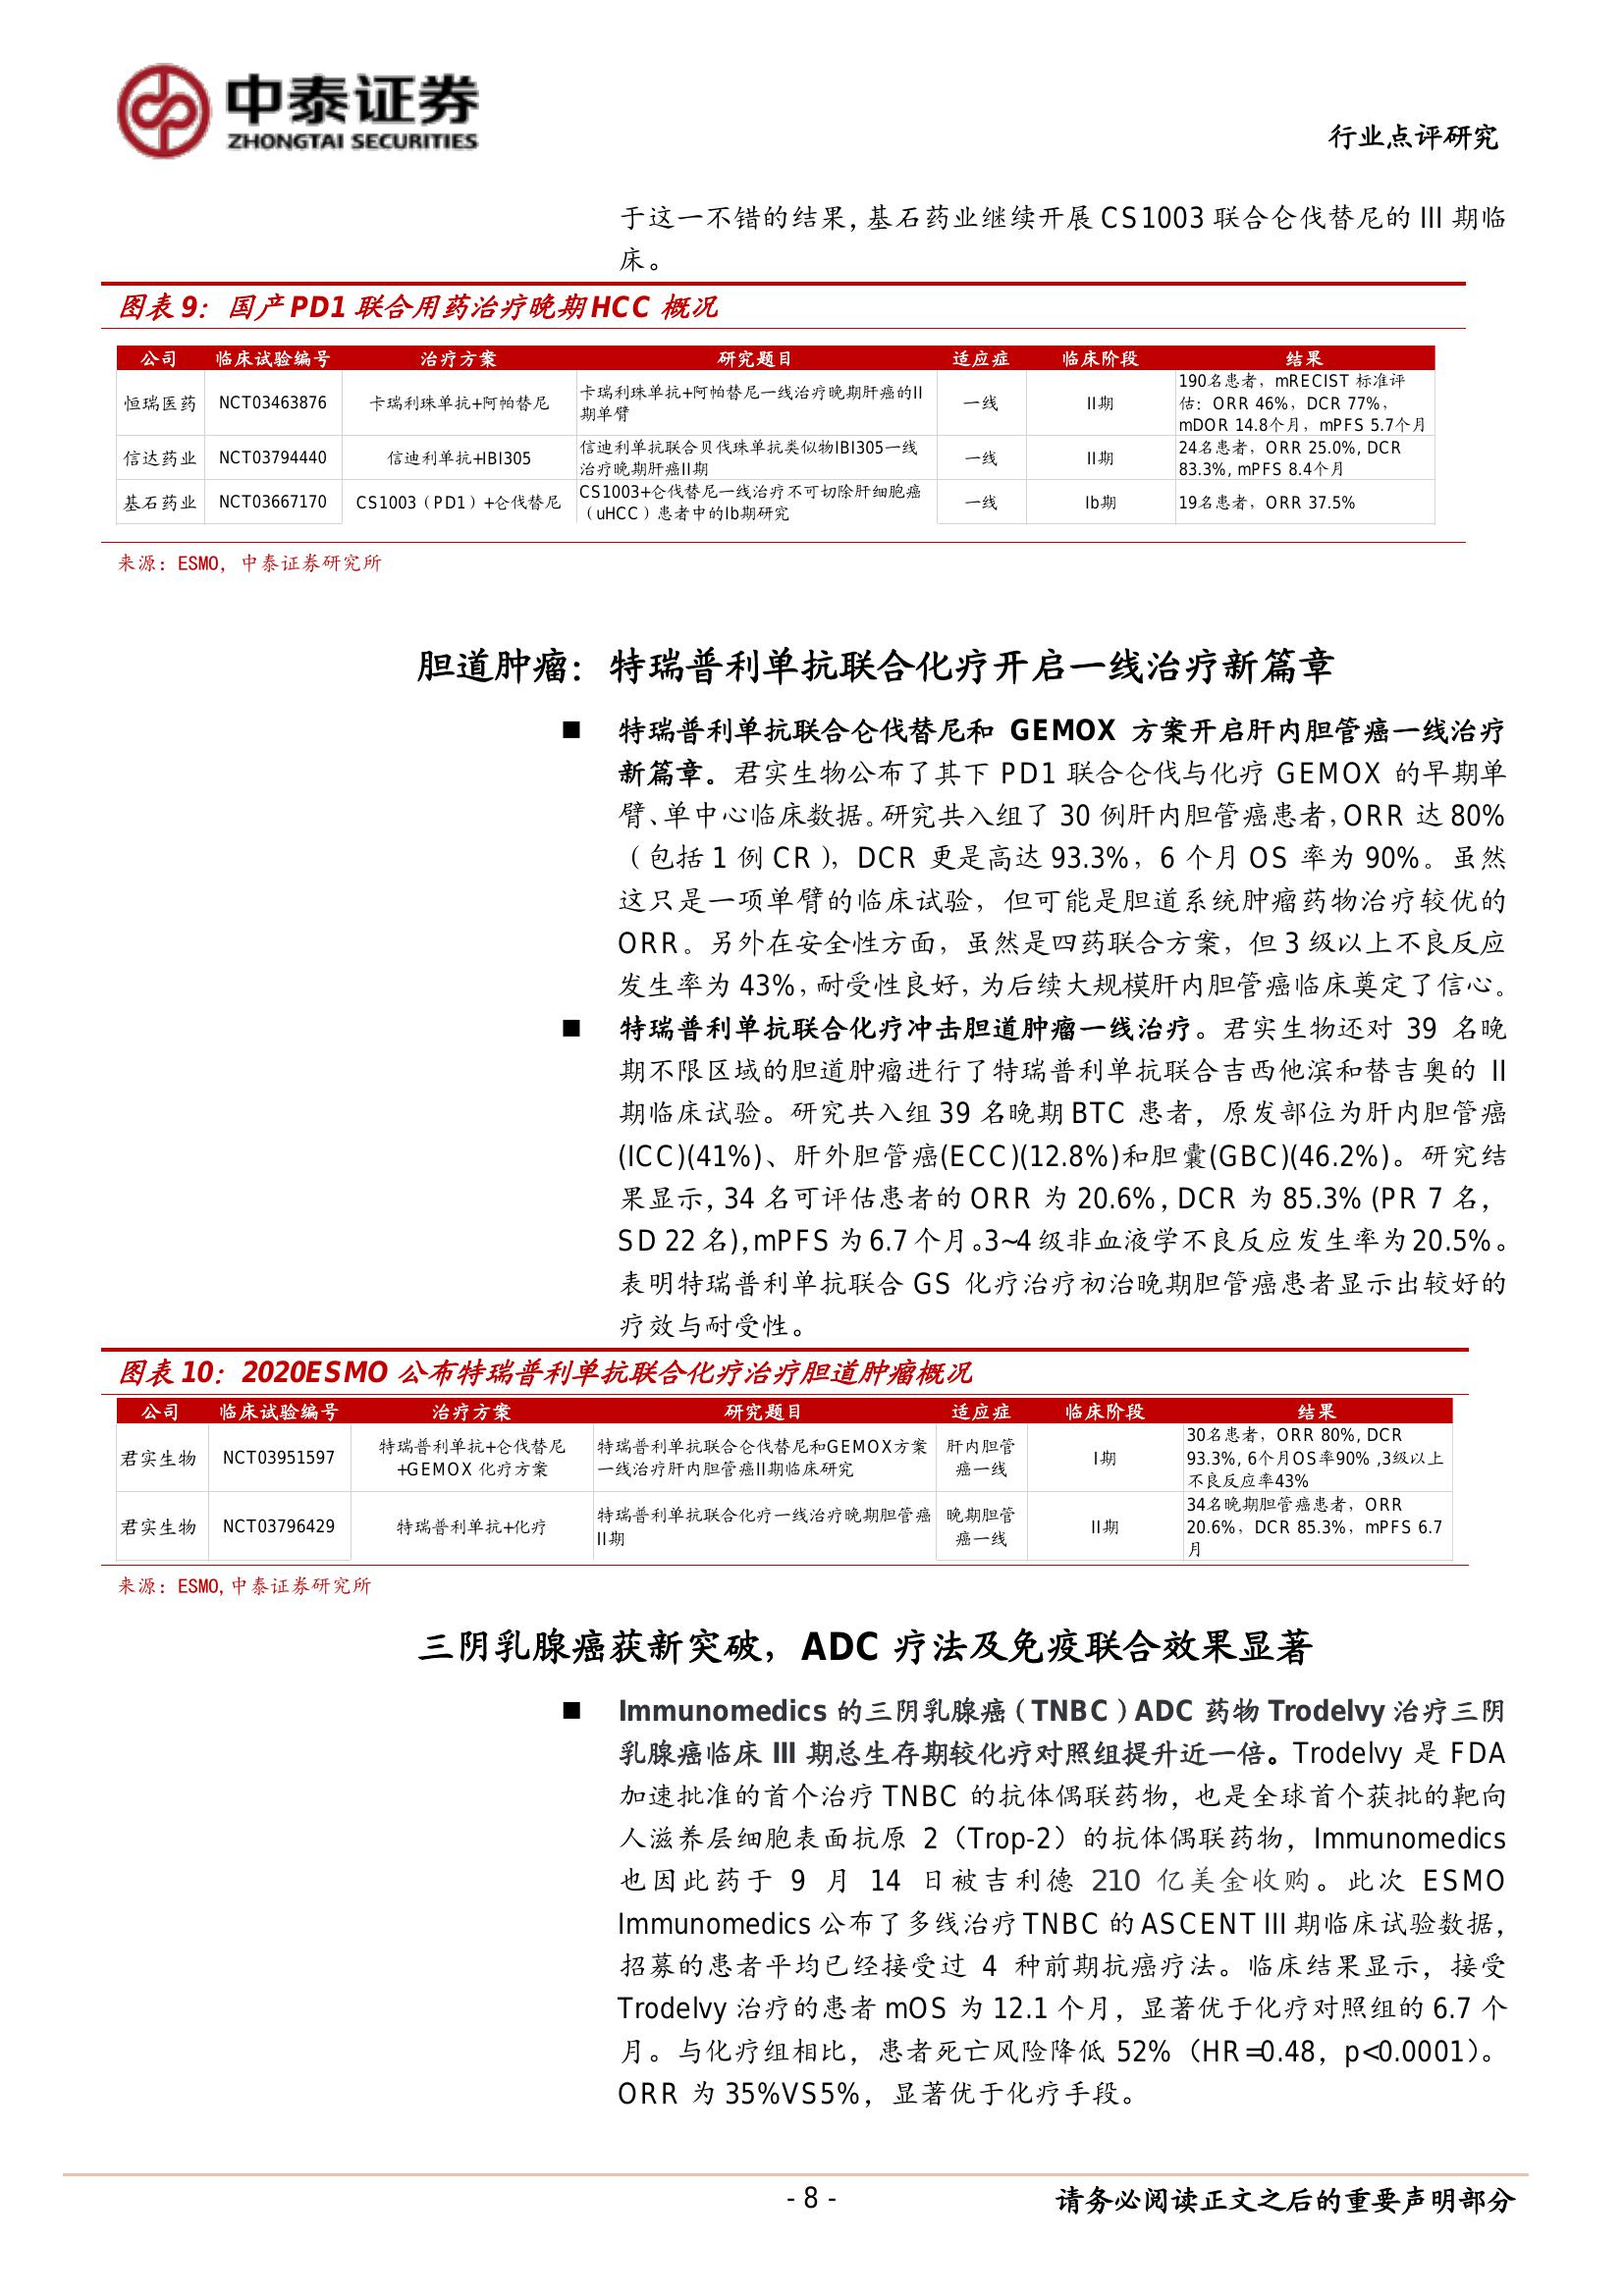 中泰证券
ZHONGTAI SECURITIES
行业点评研究
于这一不错的结果，基石药业继续开展 CS1003 联合仑伐替尼的 III 期临
床。
图表 9：国产 PD1 联合用药治疗晚期 HCC 概况
公司 临床试验编号 治疗方案 研究题目 适应症 临床阶段 结果
恒瑞医药 NCT03463876 卡瑞利珠单抗+阿帕替尼 卡瑞利珠单抗+阿帕替尼一线治疗晚期肝癌的II
期单臂 一线 II期 190名患者，mRECIST 标准评
估：ORR 46%，DCR 77%，
mDOR 14.8个月，mPFS 5.7个月
信达药业 NCT03794440 信迪利单抗+IBI305 信迪利单抗联合贝伐珠单抗类似物IBI305一线
治疗晚期肝癌II期 一线 II期 24名患者，ORR 25.0%, DCR
83.3%, mPFS 8.4个月
基石药业 NCT03667170 CS1003（PD1）+仑伐替尼 CS1003+仑伐替尼一线治疗不可切除肝细胞癌
（uHCC）患者中的Ib期研究 一线 Ib期 19名患者，ORR 37.5%
来源：ESMO，中泰证券研究所
胆道肿瘤：特瑞普利单抗联合化疗开启一线治疗新篇章
■ 特瑞普利单抗联合仑伐替尼和 GEMOX 方案开启肝内胆管癌一线治疗
新篇章。君实生物公布了其下 PD1 联合仑伐与化疗 GEMOX 的早期单
臂、单中心临床数据。研究共入组了 30 例肝内胆管癌患者，ORR 达 80%
（包括 1 例 CR），DCR 更是高达 93.3%，6 个月 OS 率为 90%。虽然
这只是一项单臂的临床试验，但可能是胆道系统肿瘤药物治疗较优的
ORR。另外在安全性方面，虽然是四药联合方案，但 3 级以上不良反应
发生率为 43%，耐受性良好，为后续大规模肝内胆管癌临床奠定了信心。
■ 特瑞普利单抗联合化疗冲击胆道肿瘤一线治疗。君实生物还对 39 名晚
期不限区域的胆道肿瘤进行了特瑞普利单抗联合吉西他滨和替吉奥的 II
期临床试验。研究共入组 39 名晚期 BTC 患者，原发部位为肝内胆管癌
(ICC)(41%)、肝外胆管癌(ECC)(12.8%)和胆囊(GBC)(46.2%)。研究结
果显示，34 名可评估患者的 ORR 为 20.6%，DCR 为 85.3% (PR 7 名，
SD 22 名)，mPFS 为 6.7 个月。3~4 级非血液学不良反应发生率为 20.5%。
表明特瑞普利单抗联合 GS 化疗治疗初治晚期胆管癌患者显示出较好的
疗效与耐受性。
图表 10：2020ESMO 公布特瑞普利单抗联合化疗治疗胆道肿瘤概况
公司 临床试验编号 治疗方案 研究题目 适应症 临床阶段 结果
君实生物 NCT03951597 特瑞普利单抗+仑伐替尼
+GEMOX 化疗方案 特瑞普利单抗联合仑伐替尼和GEMOX方案
一线治疗肝内胆管癌II期临床研究 肝内胆管
癌一线 I期 30名患者，ORR 80%, DCR
93.3%, 6个月OS率90% ,3级以上
不良反应率43%
君实生物 NCT03796429 特瑞普利单抗+化疗 特瑞普利单抗联合化疗一线治疗晚期胆管癌
II期 晚期胆管
癌一线 II期 34名晚期胆管癌患者，ORR
20.6%，DCR 85.3%，mPFS 6.7
月
来源：ESMO,中泰证券研究所
三阴乳腺癌获新突破，ADC 疗法及免疫联合效果显著
■ Immunomedics 的三阴乳腺癌（TNBC）ADC 药物 Trodelvy 治疗三阴
乳腺癌临床 III 期总生存期较化疗对照组提升近一倍。Trodelvy 是 FDA
加速批准的首个治疗 TNBC 的抗体偶联药物，也是全球首个获批的靶向
人滋养层细胞表面抗原 2（Trop-2）的抗体偶联药物，Immunomedics
也因此药于 9 月 14 日被吉利德 210 亿美金收购。此次 ESMO
Immunomedics 公布了多线治疗 TNBC 的 ASCENT III 期临床试验数据，
招募的患者平均已经接受过 4 种前期抗癌疗法。临床结果显示，接受
Trodelvy 治疗的患者 mOS 为 12.1 个月，显著优于化疗对照组的 6.7 个
月。与化疗组相比，患者死亡风险降低 52%（HR=0.48，p<0.0001）。
ORR 为 35%VS5%，显著优于化疗手段。
- 8 -
请务必阅读正文之后的重要声明部分